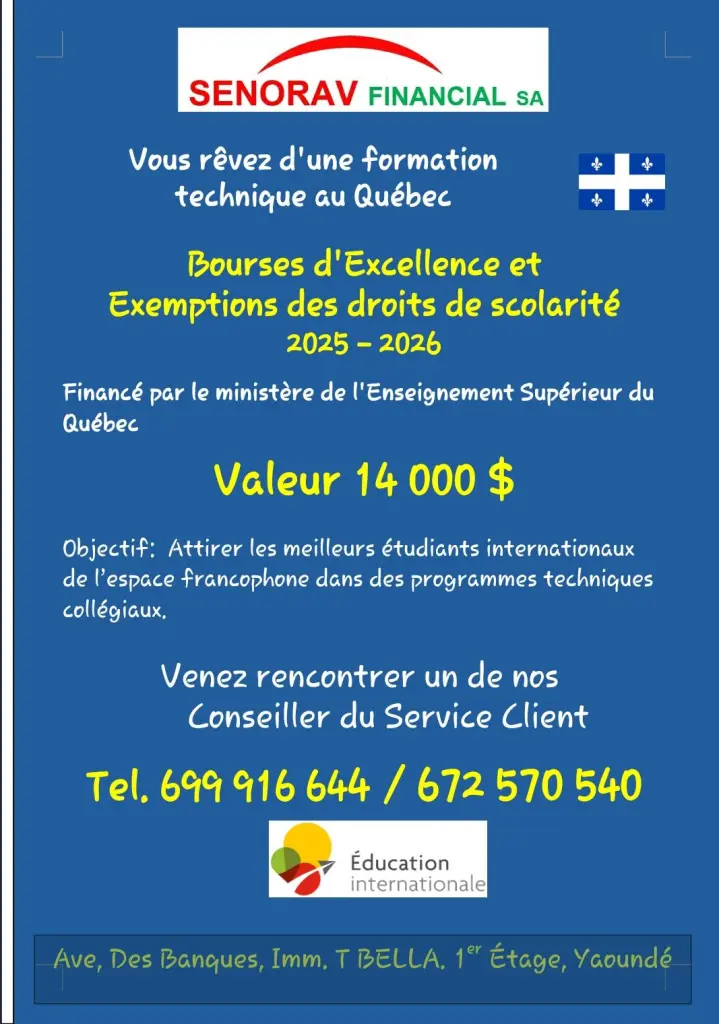 SENORAV FINANCIAL SA
Vous rêvez d'une formation
technique au Québec
Bourses d'Excellence et
Exemptions des droits de scolarité
2025 - 2026
Financé par le ministère de l'Enseignement Supérieur du
Québec
Valeur 14 000 $
Objectif: Attirer les meilleurs étudiants internationaux
de l'espace francophone dans des programmes techniques
collégiaux.
Venez rencontrer un de nos
Conseiller du Service Client
Tel. 699 916 644 / 672 570 540
Éducation
internationale
Ave, Des Banques, Imm. T BELLA. 1er Étage, Yaoundé